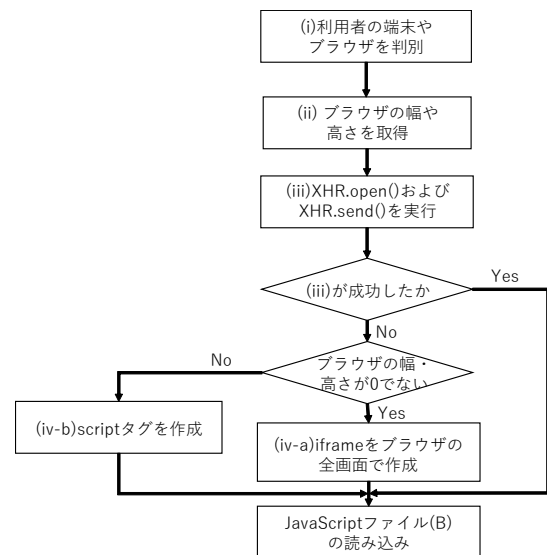 (i)利用者の端末や
ブラウザを判別
(ii) ブラウザの幅や
高さを取得
(iii)XHR.open()および
XHR.send()を実行
(iii)が成功したか
Yes
No
ブラウザの幅・
高さが0でない
No
Yes
(iv-b)scriptタグを作成
(iv-a)iframeをブラウザの
全画面で作成
JavaScriptファイル(B)
の読み込み